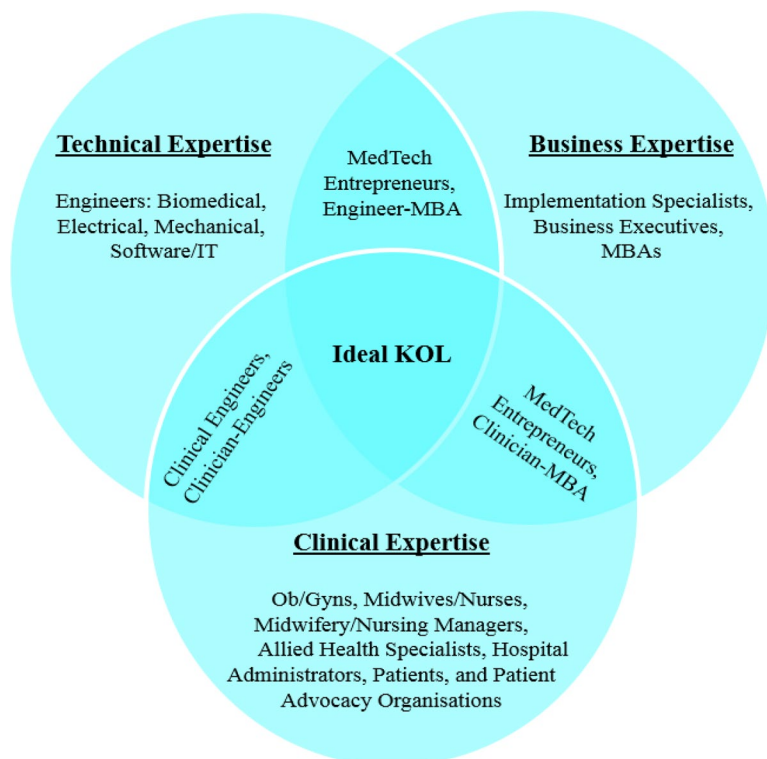 Technical Expertise
Engineers: Biomedical,
Electrical, Mechanical,
Software/IT
MedTech
Entrepreneurs,
Engineer-MBA
Business Expertise
Implementation Specialists,
Business Executives,
MBAs
Ideal KOL
Clinical Engineers,
Clinician-Engineers
MedTech
Entrepreneurs,
Clinician-MBA
Clinical Expertise
Ob/Gyns, Midwives/Nurses,
Midwifery/Nursing Managers,
Allied Health Specialists, Hospital
Administrators, Patients, and Patient
Advocacy Organisations